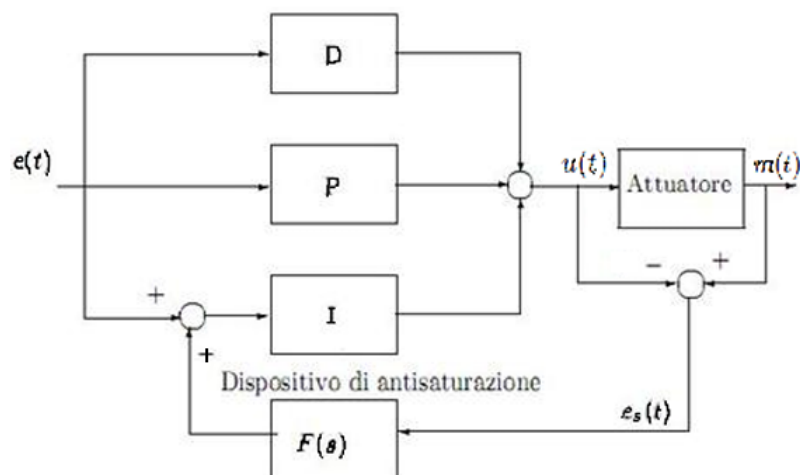 D
e(t)
P
u(t)
Attuatore
m(t)
−
+
+
I
+
Dispositivo di antisaturazione
e_s(t)
F(s)